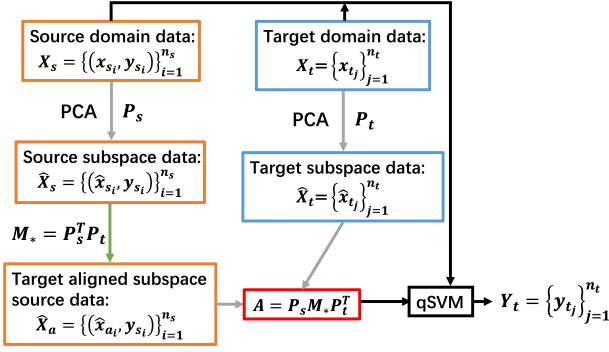 Source domain data:
X_s = {(x_{s_i}, y_{s_i})}_{i=1}^{n_s}
Target domain data:
X_t={x_{t_j}}_{j=1}^{n_t}
PCA P_s
PCA P_t
Source subspace data:
X̂_s = {(x̂_{s_i}, y_{s_i})}_{i=1}^{n_s}
Target subspace data:
X̂_t={x̂_{t_j}}_{j=1}^{n_t}
M_* = P_s^T P_t
Target aligned subspace
source data:
X̂_a = {(x̂_{a_i}, y_{s_i})}_{i=1}^{n_s}
A = P_s M_* P_t^T
qSVM
Y_t = {y_{t_j}}_{j=1}^{n_t}